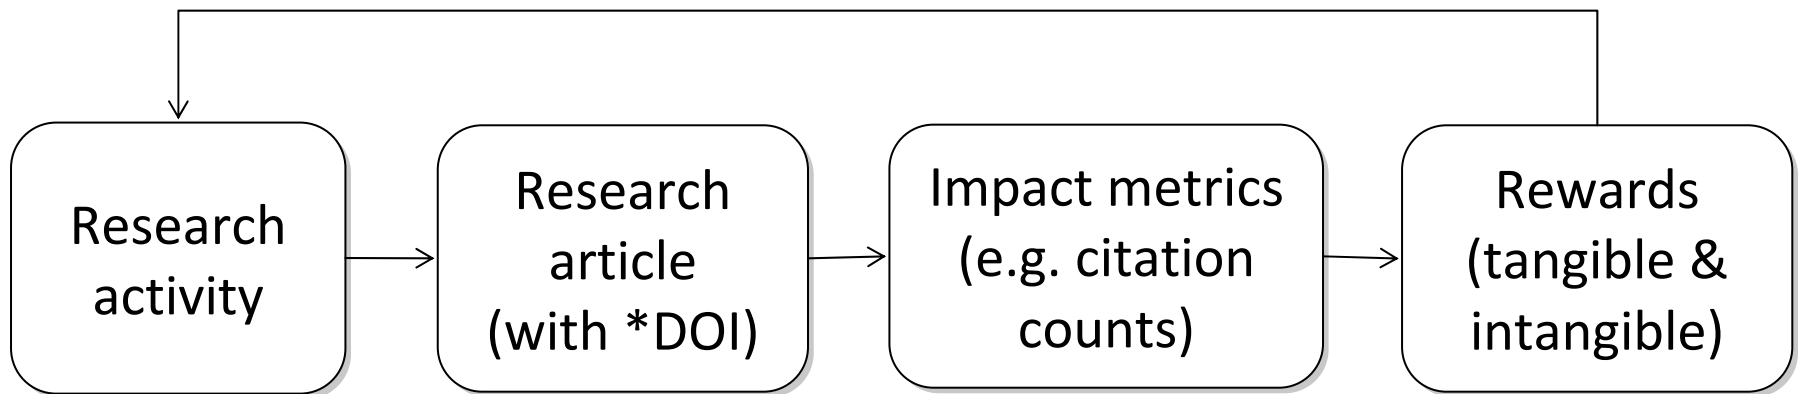 Research
activity
Research
article
(with *DOI)
Impact metrics
(e.g. citation
counts)
Rewards
(tangible &
intangible)